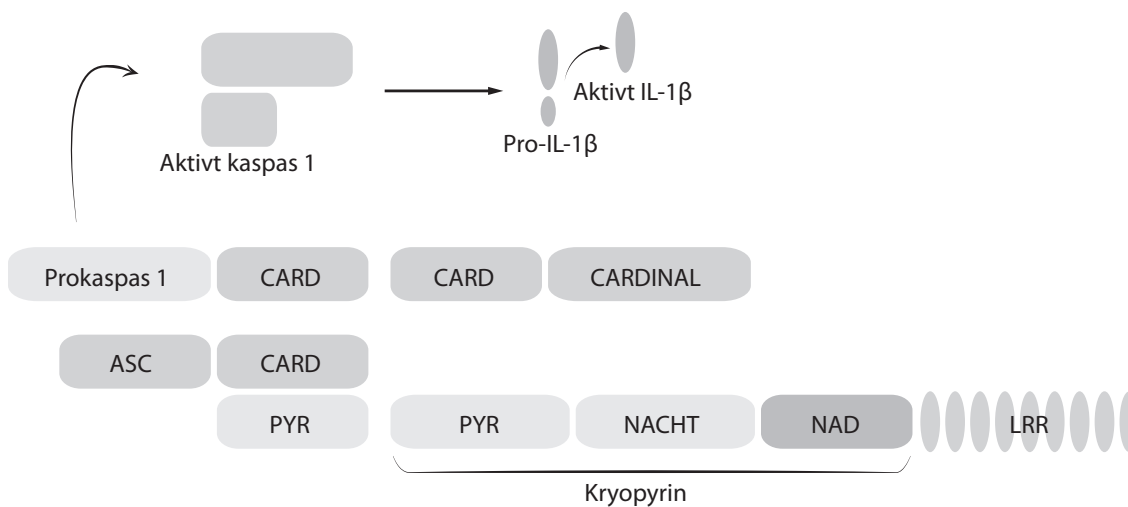 Aktivt IL-1β
Pro-IL-1β
Aktivt kaspas 1
Prokaspas 1 CARD CARD CARDINAL
ASC CARD
PYR PYR NACHT NAD LRR
Kryopyrin